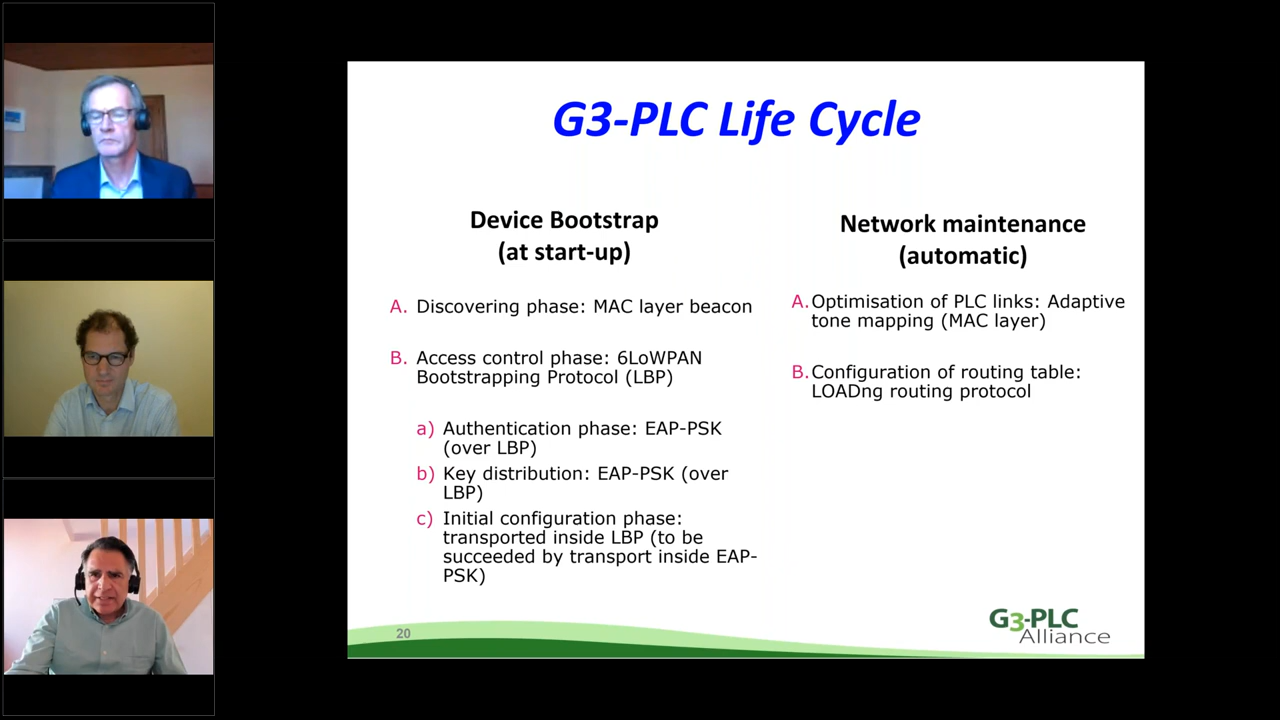 G3-PLC Life Cycle
Device Bootstrap
(at start-up)
A. Discovering phase: MAC layer beacon
B. Access control phase: 6LoWPAN
Bootstrapping Protocol (LBP)
a) Authentication phase: EAP-PSK
(over LBP)
b) Key distribution: EAP-PSK (over
LBP)
c) Initial configuration phase:
transported inside LBP (to be
succeeded by transport inside EAP-
PSK)
Network maintenance
(automatic)
A. Optimisation of PLC links: Adaptive
tone mapping (MAC layer)
B. Configuration of routing table:
LOADng routing protocol
20
G3-PLC
Alliance